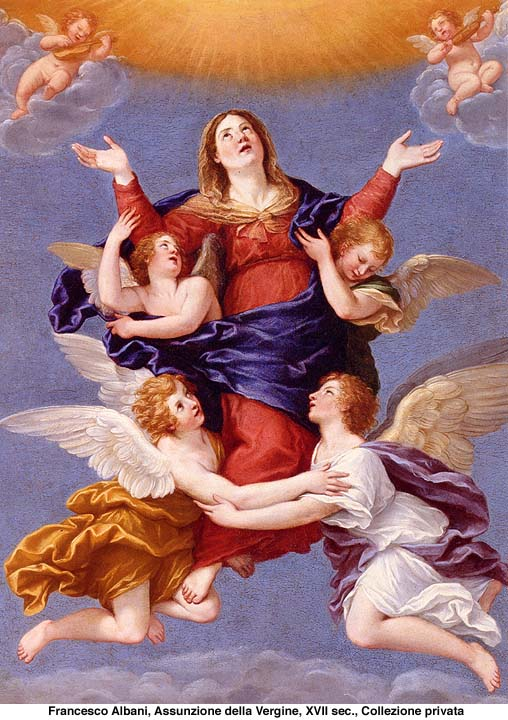 Francesco Albani, Assunzione della Vergine, XVII sec., Collezione privata